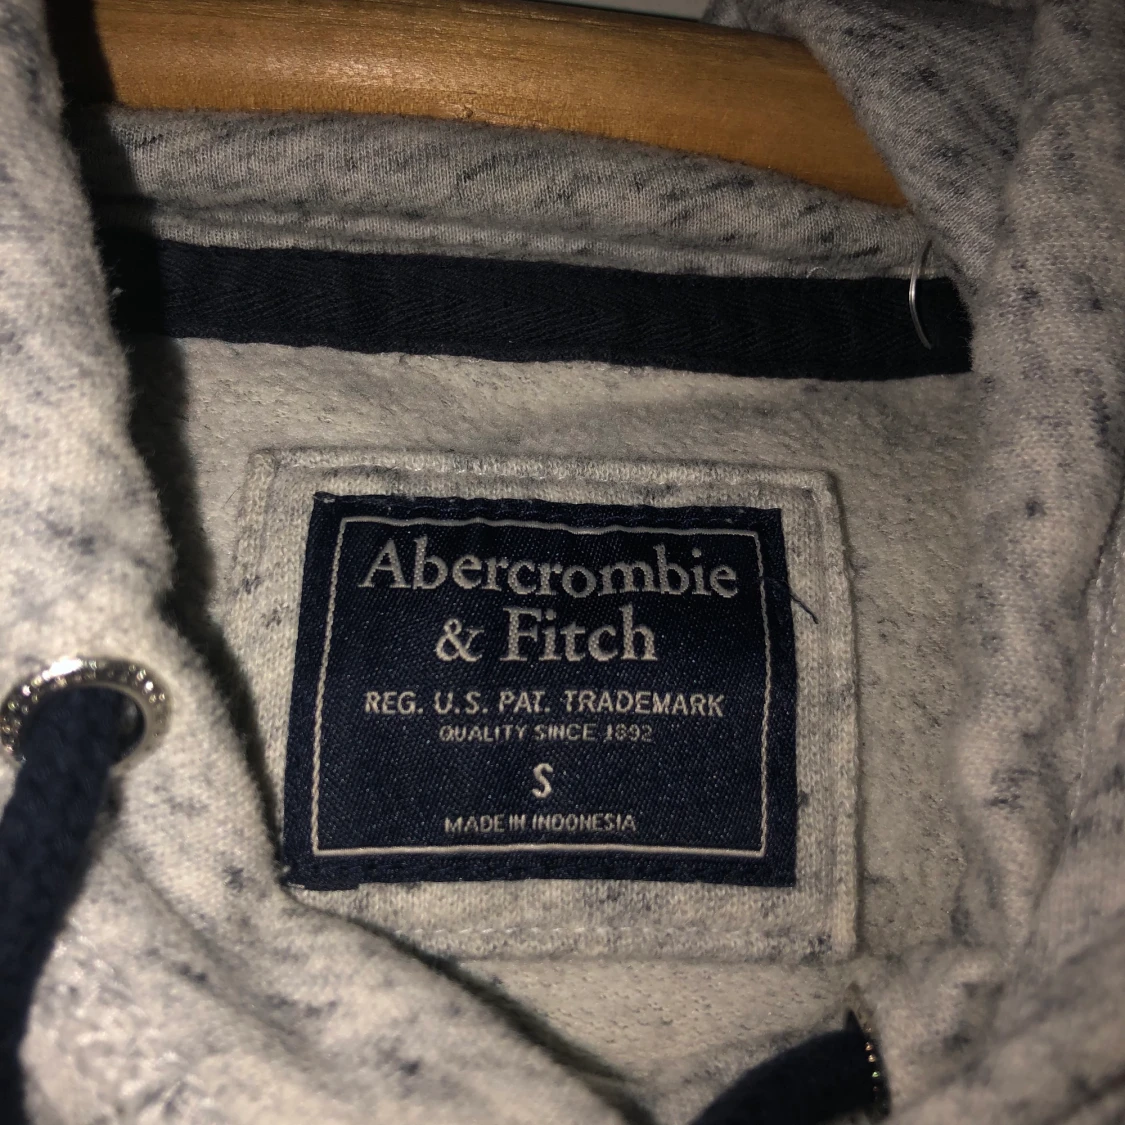 Abercrombie
& Fitch
REG. U.S. PAT. TRADEMARK
QUALITY SINCE 1892
S
MADE IN INDONESIA